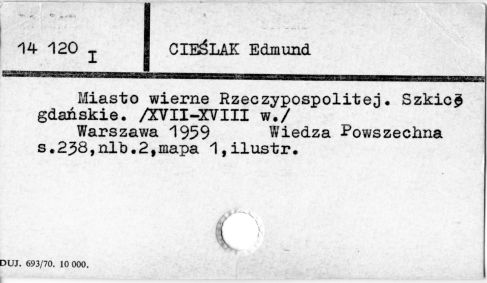 14 120 I
CIEŚLAK Edmund
Miasto wierne Rzeczypospolitej. Szkice
gdańskie. /XVII-XVIII w./
Warszawa 1959 Wiedza Powszechna
s.238,nlb.2,mapa 1,ilustr.
DUJ. 693/70. 10 000.